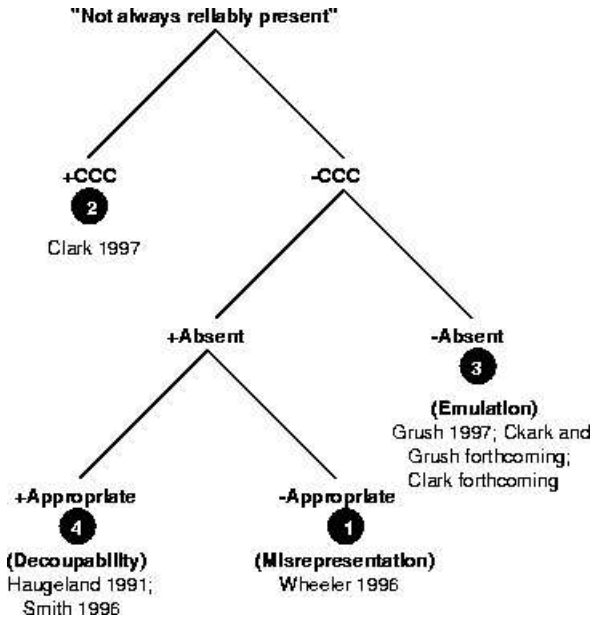 "Not always reliably present"
+CCC
-CCC
2
Clark 1997
+Absent
-Absent
3
(Emulation)
Grush 1997; Ckark and
Grush forthcoming;
Clark forthcoming
+Appropriate
-Appropriate
4
1
(Decoupability)
(Misrepresentation)
Haugeland 1991;
Wheeler 1996
Smith 1996